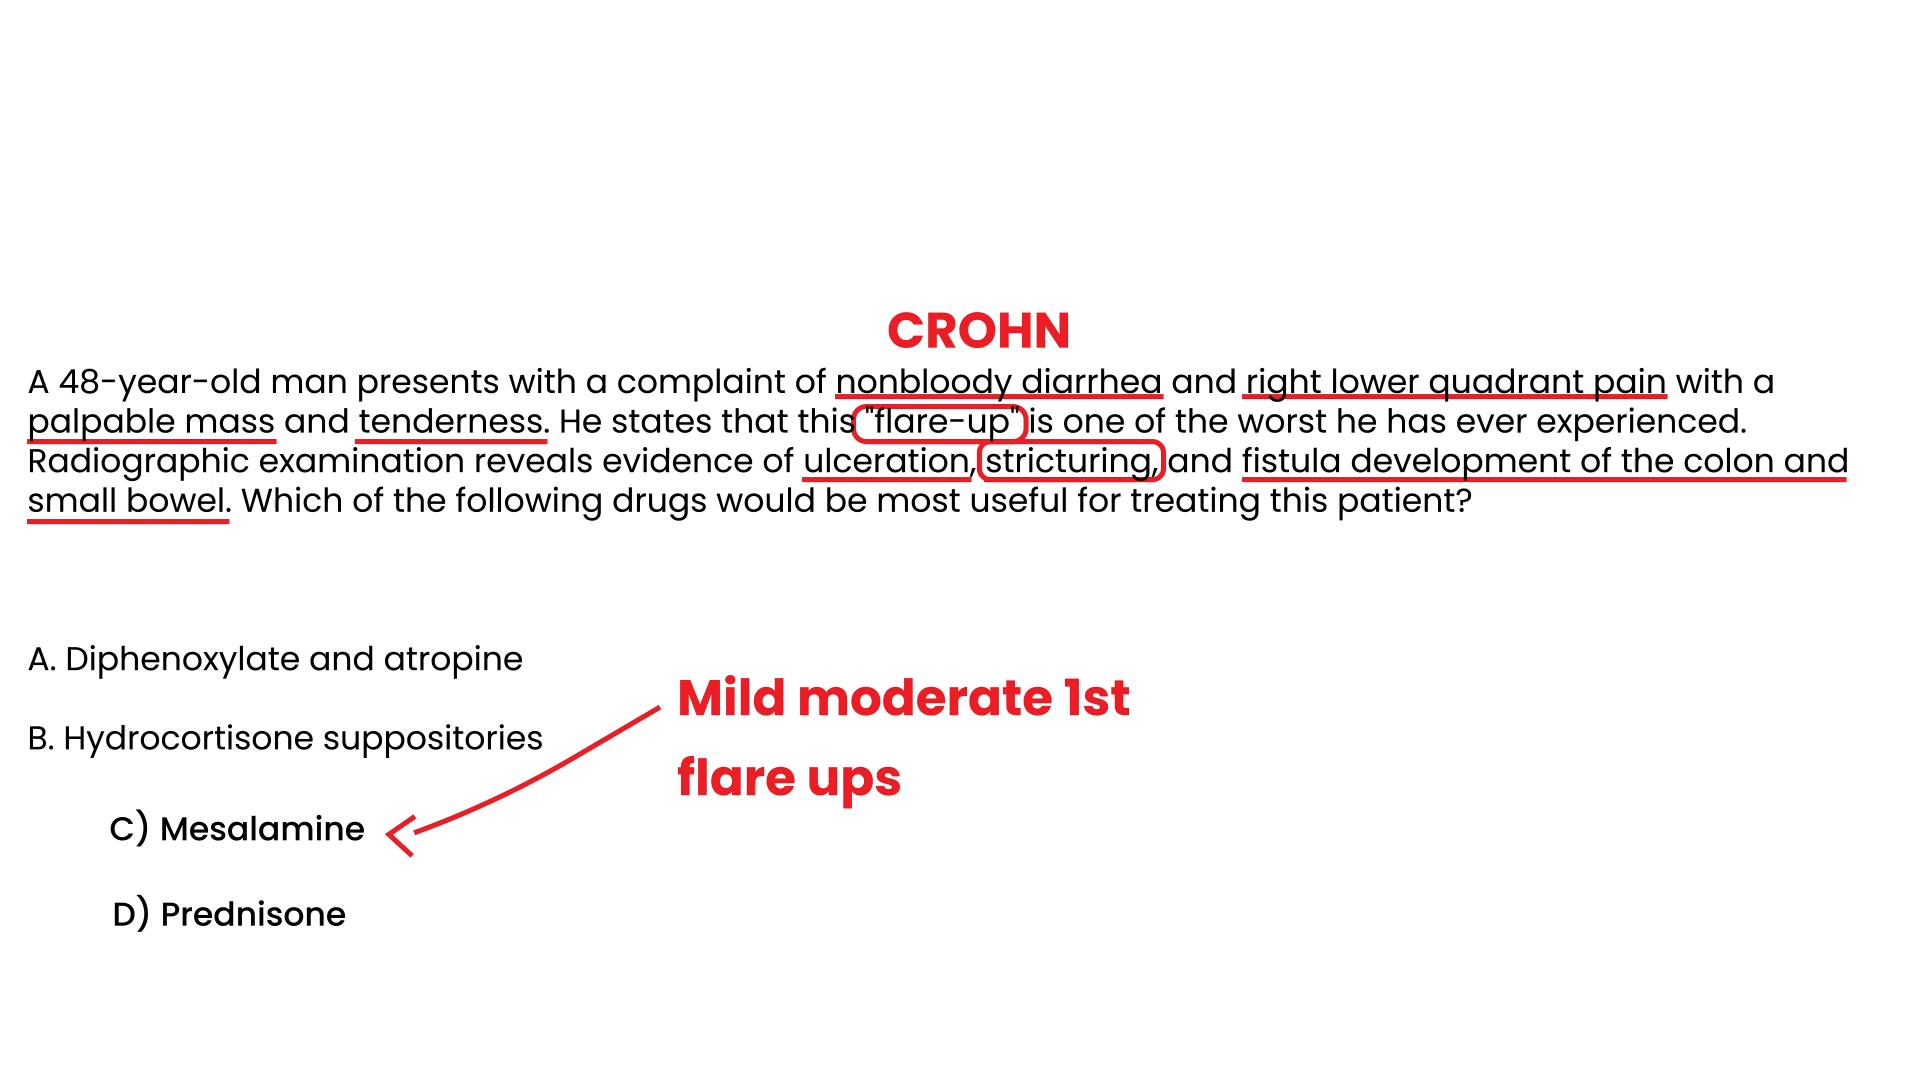 CROHN
A 48-year-old man presents with a complaint of nonbloody diarrhea and right lower quadrant pain with a
palpable mass and tenderness. He states that this "flare-up" is one of the worst he has ever experienced.
Radiographic examination reveals evidence of ulceration, stricturing, and fistula development of the colon and
small bowel. Which of the following drugs would be most useful for treating this patient?
A. Diphenoxylate and atropine
Mild moderate 1st
B. Hydrocortisone suppositories
flare ups
C) Mesalamine
D) Prednisone